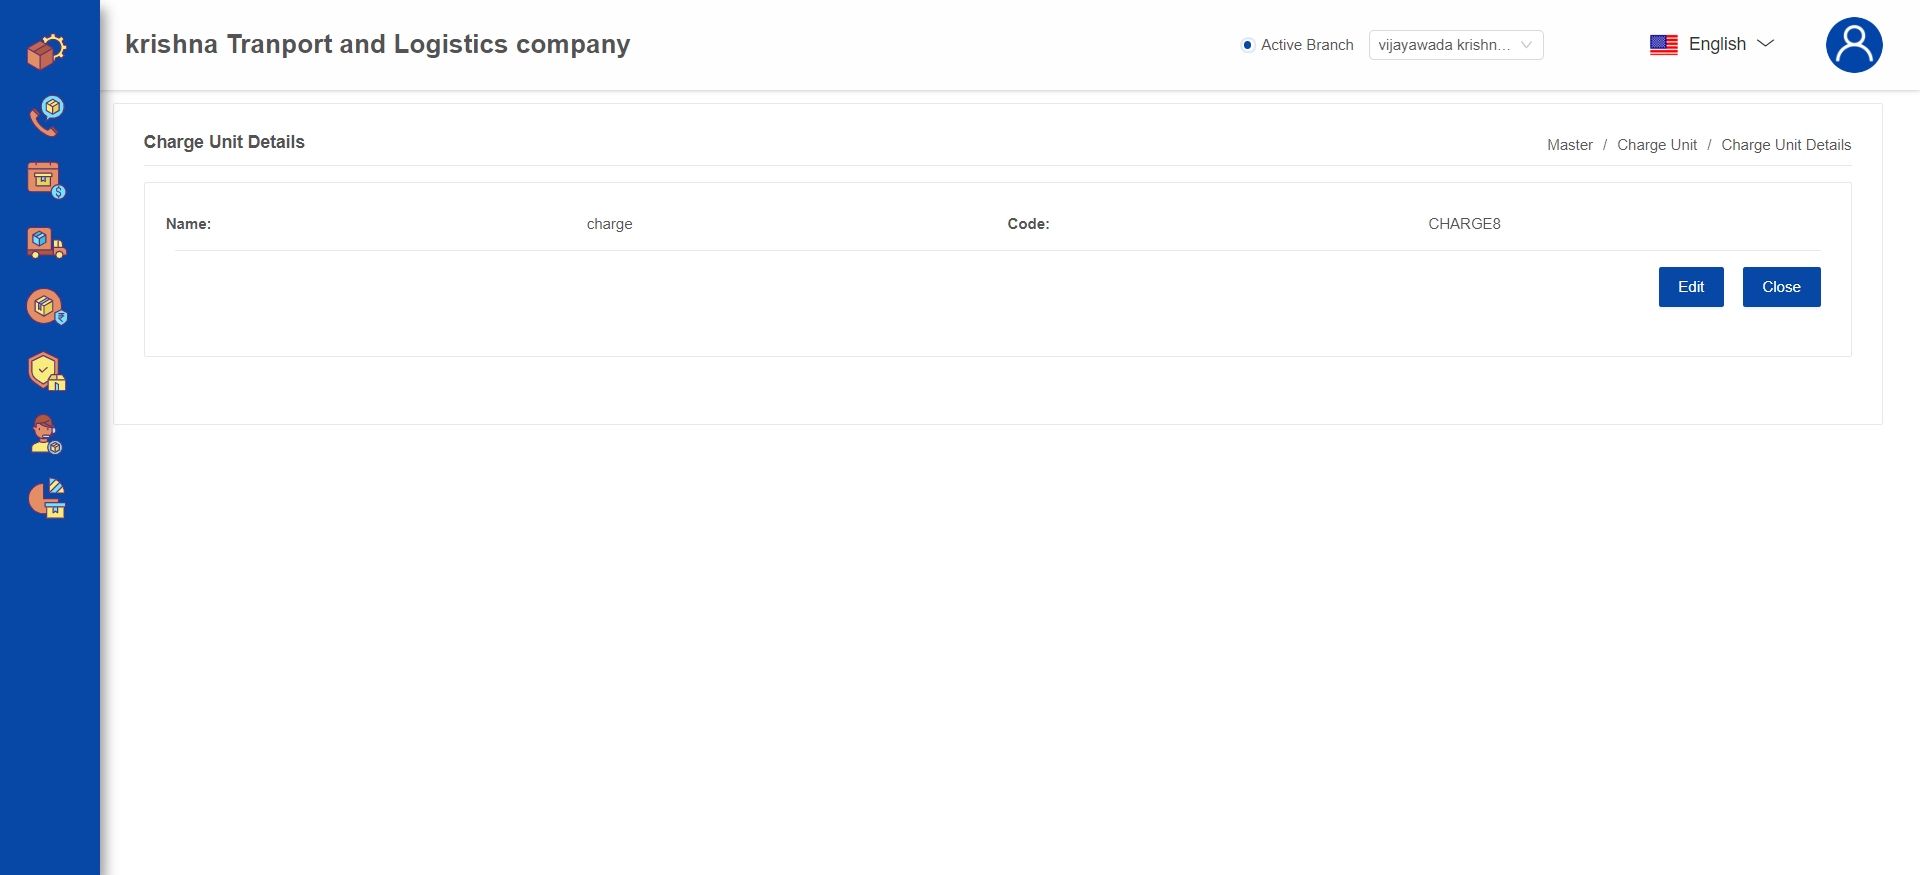 krishna Tranport and Logistics company
Active Branch
vijayawada krishn...
English
Charge Unit Details
Master / Charge Unit / Charge Unit Details
Name: charge Code: CHARGE8
Edit Close